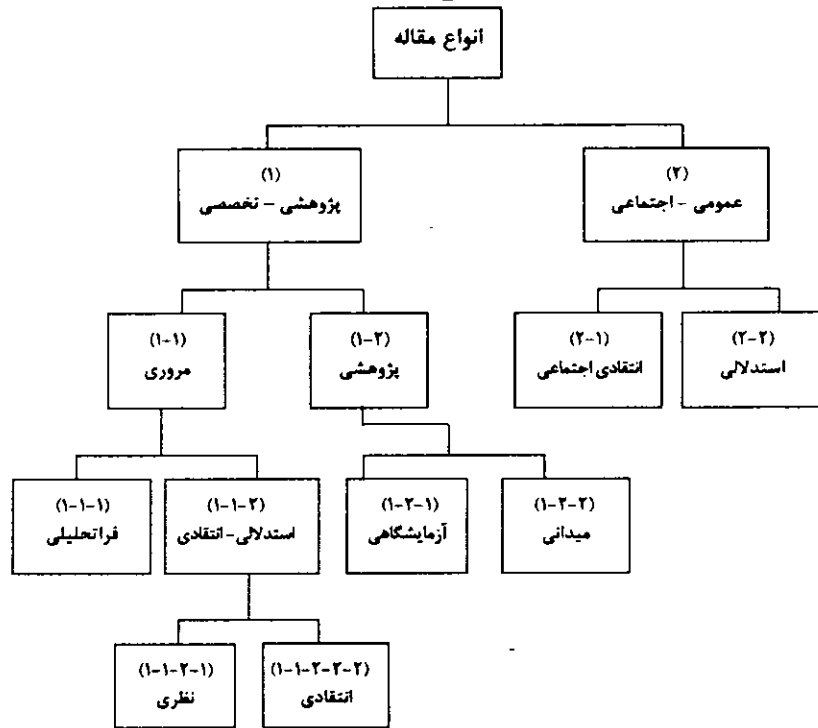 انواع مقاله
(۱)
پژوهشی - تخصصی
(۲)
عمومی - اجتماعی
(۱-۱)
مروری
(۱-۲)
پژوهشی
(۲-۱)
انتقادی اجتماعی
(۲-۲)
استدلالی
(۱-۱-۱)
فراتحلیلی
(۱-۱-۲)
استدلالی-انتقادی
(۱-۲-۱)
آزمایشگاهی
(۱-۲-۲)
میدانی
(۱-۱-۲-۱)
نظری
(۱-۱-۲-۲-۲)
انتقادی